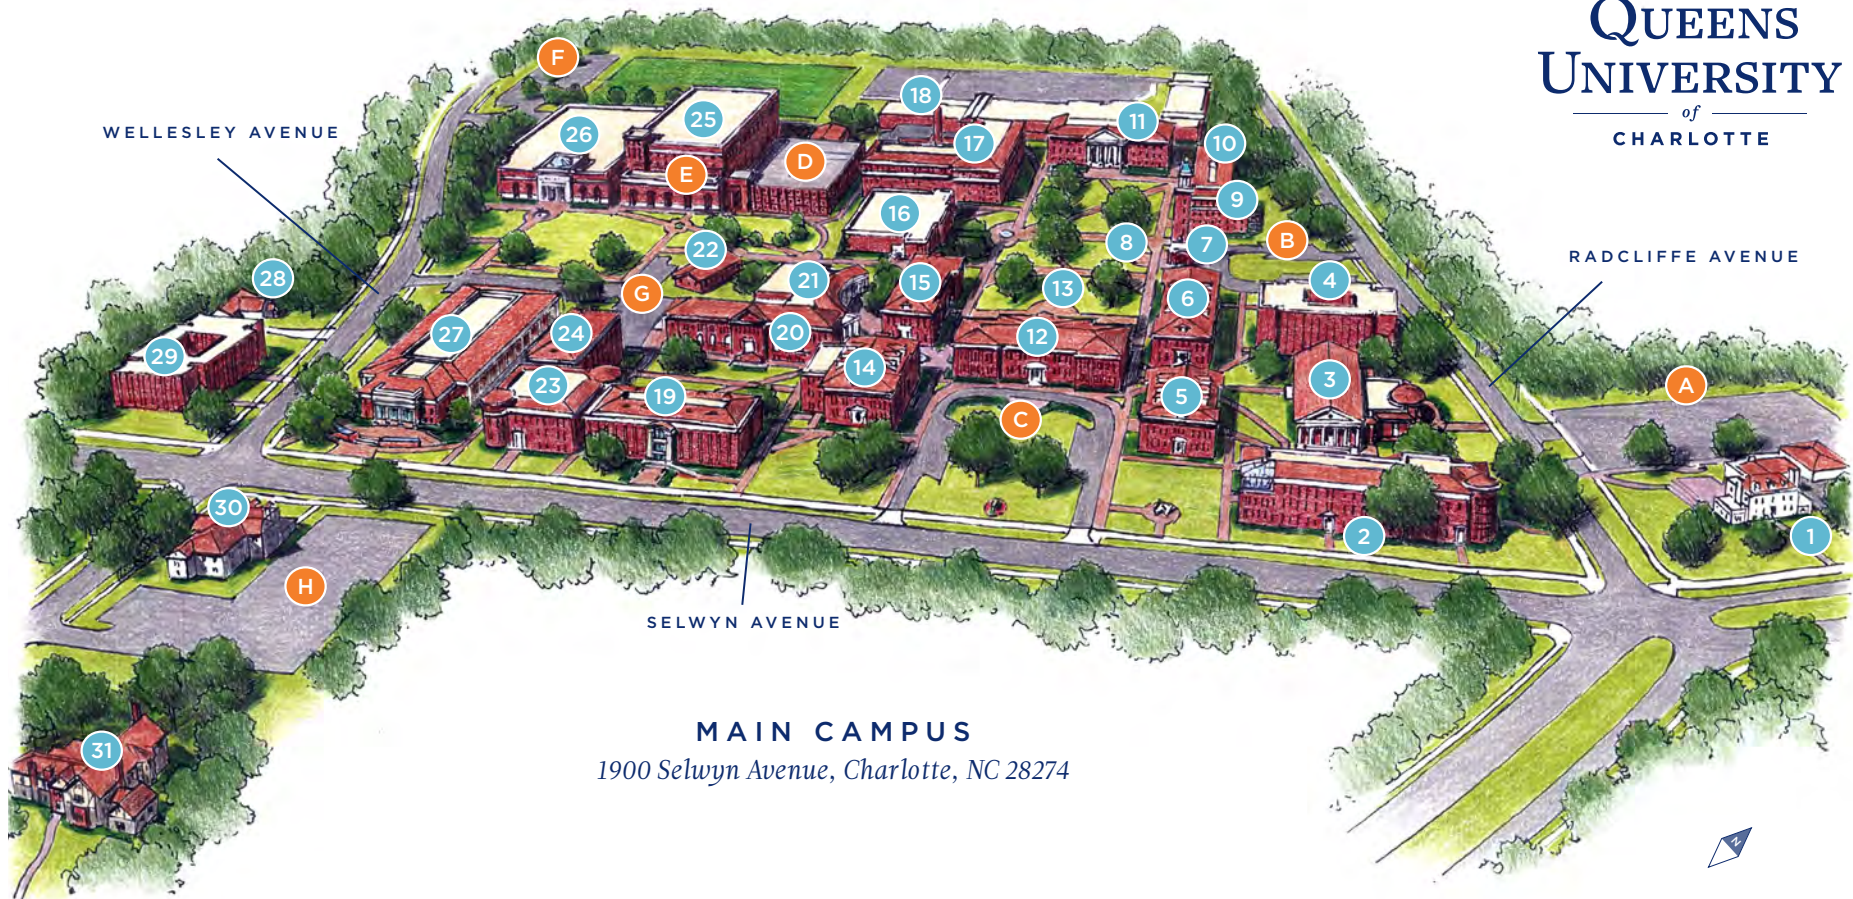 QUEENS
UNIVERSITY
of
CHARLOTTE
WELLESLEY AVENUE
RADCLIFFE AVENUE
SELWYN AVENUE
F
18
25
11
26
17
10
D
E
9
16
8
7
B
22
28
21
15
4
G
13
6
27
24
20
12
29
14
3
23
A
19
5
C
30
2
1
H
31
MAIN CAMPUS
1900 Selwyn Avenue, Charlotte, NC 28274
N